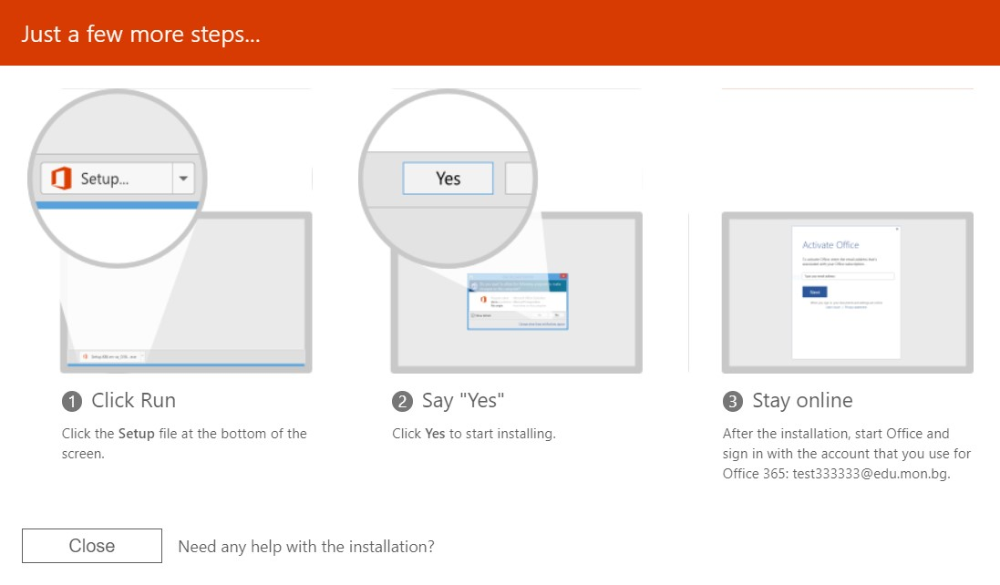 Just a few more steps...
Setup...
Yes
Activate Office
1 Click Run
Click the Setup file at the bottom of the
screen.
2 Say "Yes"
Click Yes to start installing.
3 Stay online
After the installation, start Office and
sign in with the account that you use for
Office 365: test333333@edu.mon.bg.
Close
Need any help with the installation?